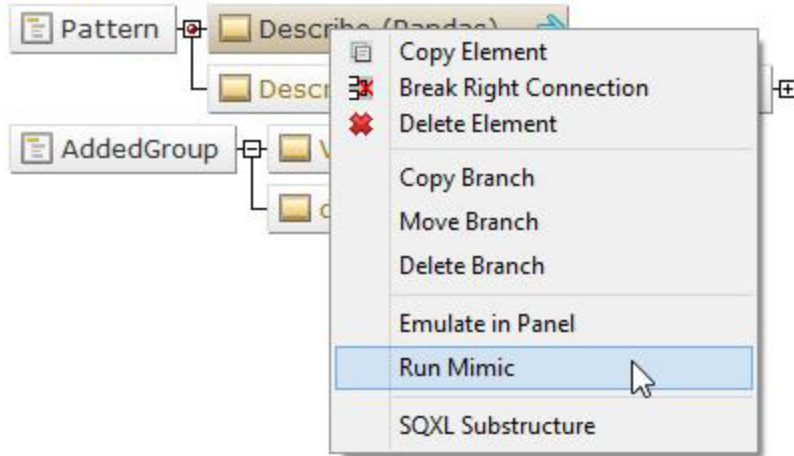 Pattern
Describe (Pandas)
Descr
AddedGroup
Copy Element
Break Right Connection
Delete Element
Copy Branch
Move Branch
Delete Branch
Emulate in Panel
Run Mimic
SQXL Substructure